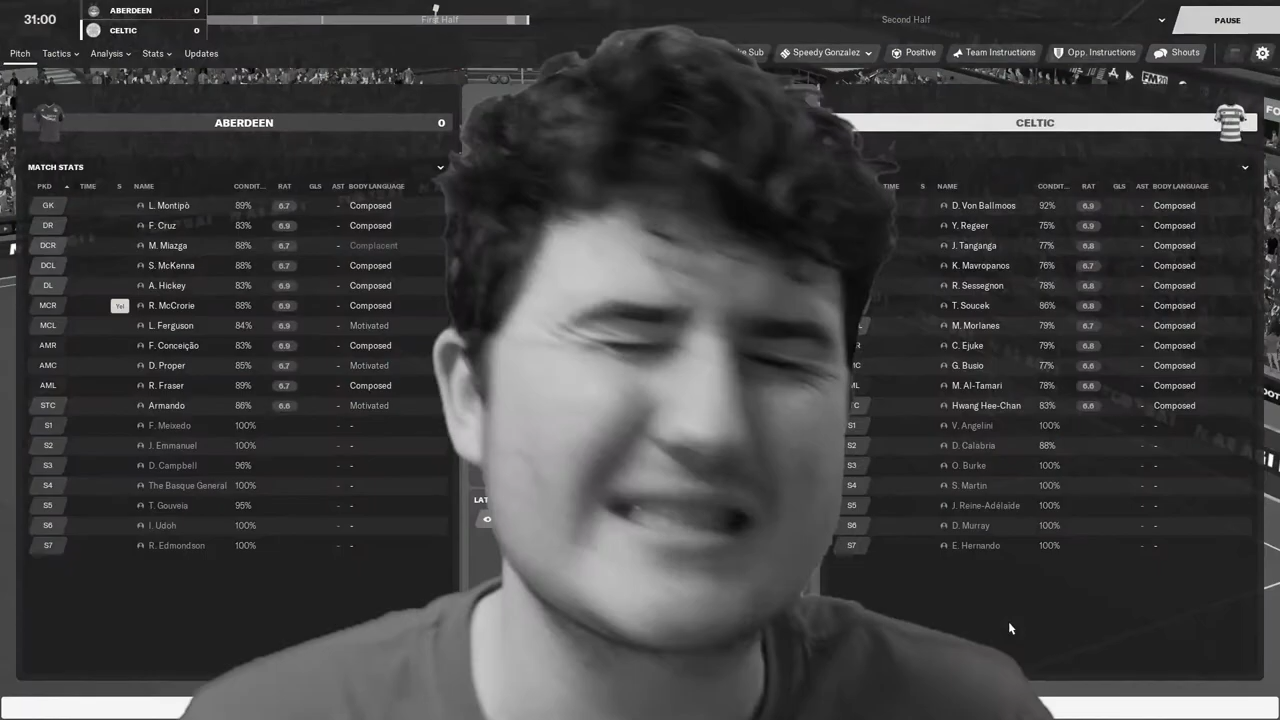 31:00
ABERDEEN 0
CELTIC 0
First Half
Second Half
PAUSE
Pitch Tactics Analysis Stats Updates
Sub Speedy Gonzalez Positive Team Instructions Opp. Instructions Shouts
FM20
ABERDEEN 0
MATCH STATS
PKD TIME S NAME CONDIT... RAT GLS AST BODY LANGUAGE
GK L. Montipò 89% 6.7 - Composed
DR F. Cruz 83% 6.9 - Composed
DCR M. Miazga 88% 6.7 - Complacent
DCL S. McKenna 88% 6.7 - Composed
DL A. Hickey 83% 6.9 - Composed
MCR Yel R. McCrorie 88% 6.9 - Composed
MCL L. Ferguson 84% 6.9 - Motivated
AMR F. Conceição 83% 6.9 - Composed
AMC D. Proper 85% 6.7 - Motivated
AML R. Fraser 89% 6.7 - Composed
STC Armando 86% 6.6 - Motivated
S1 F. Meixedo 100% - -
S2 J. Emmanuel 100% - -
S3 D. Campbell 96% - -
S4 The Basque General 100% - -
S5 T. Gouveia 95% - -
S6 I. Udoh 100% - -
S7 R. Edmondson 100% - -
LAT
CELTIC
TIME S NAME CONDIT... RAT GLS AST BODY LANGUAGE
D. Von Ballmoos 92% 6.9 - Composed
Y. Regeer 75% 6.9 - Composed
J. Tanganga 77% 6.8 - Composed
K. Mavropanos 76% 6.8 - Composed
R. Sessegnon 78% 6.8 - Composed
T. Soucek 86% 6.8 - Composed
M. Morlanes 79% 6.7 - Composed
C. Ejuke 79% 6.8 - Composed
G. Busio 77% 6.6 - Composed
M. Al-Tamari 78% 6.6 - Composed
Hwang Hee-Chan 83% 6.6 - Composed
S1 V. Angelini 100% - -
S2 D. Calabria 88% - -
S3 O. Burke 100% - -
S4 S. Martin 100% - -
S5 J. Reine-Adélaïde 100% - -
S6 D. Murray 100% - -
S7 E. Hernando 100% - -